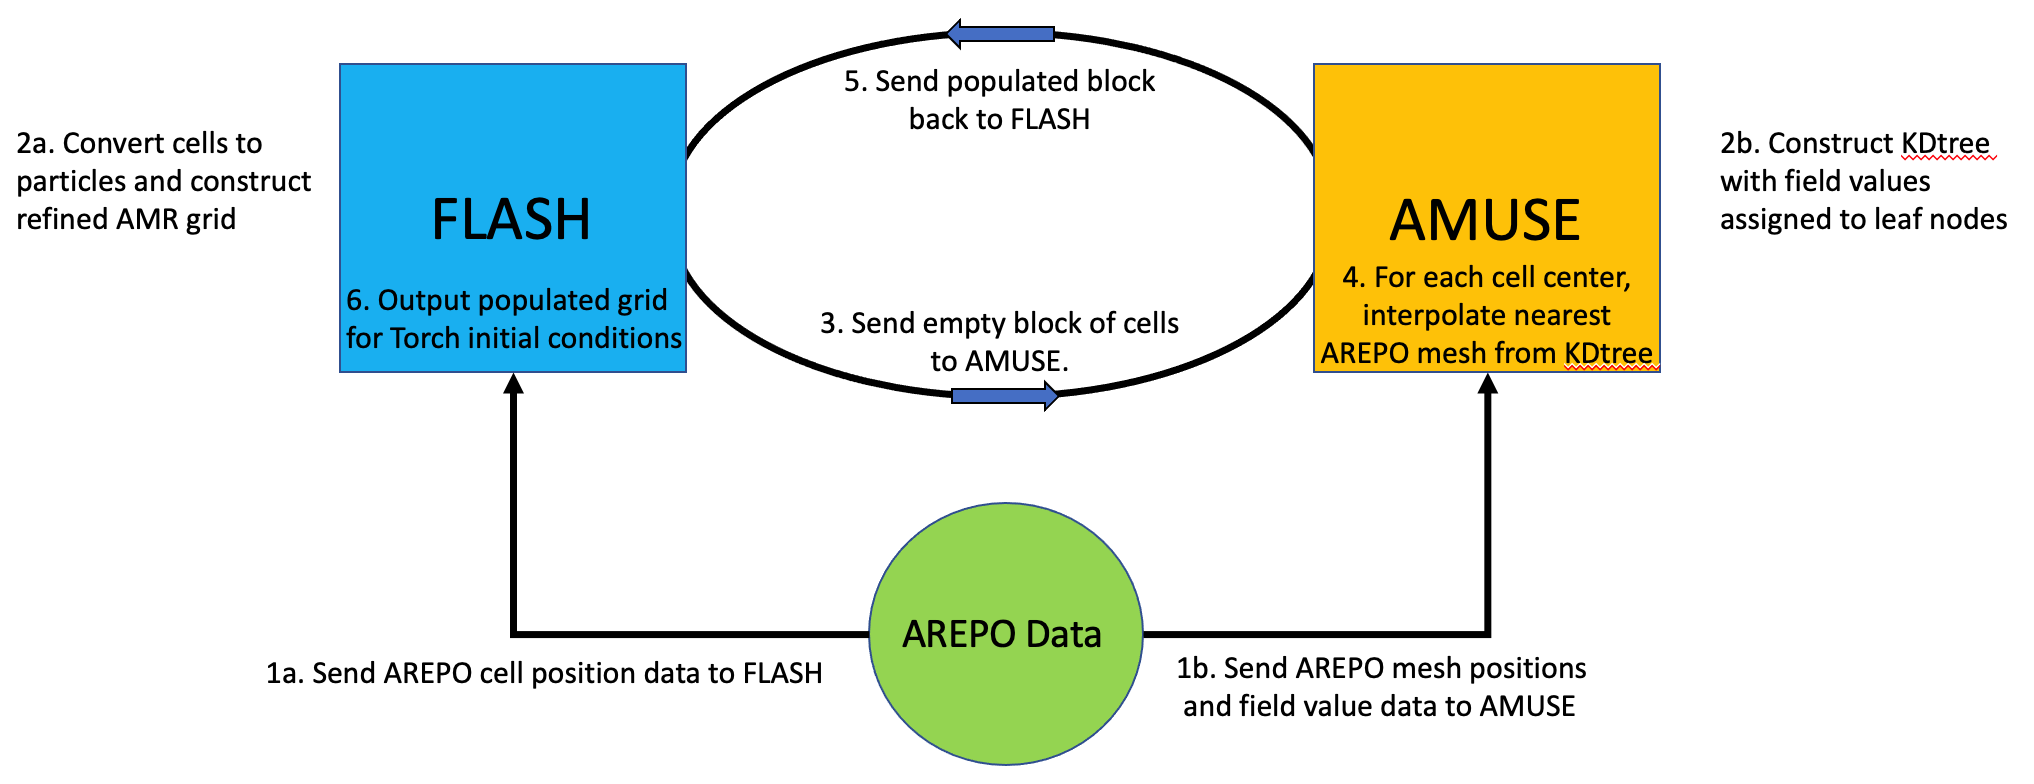 5. Send populated block
back to FLASH
2a. Convert cells to
particles and construct
refined AMR grid
FLASH
6. Output populated grid
for Torch initial conditions
3. Send empty block of cells
to AMUSE.
AMUSE
4. For each cell center,
interpolate nearest
AREPO mesh from KDtree
2b. Construct KDtree
with field values
assigned to leaf nodes
AREPO Data
1a. Send AREPO cell position data to FLASH
1b. Send AREPO mesh positions
and field value data to AMUSE